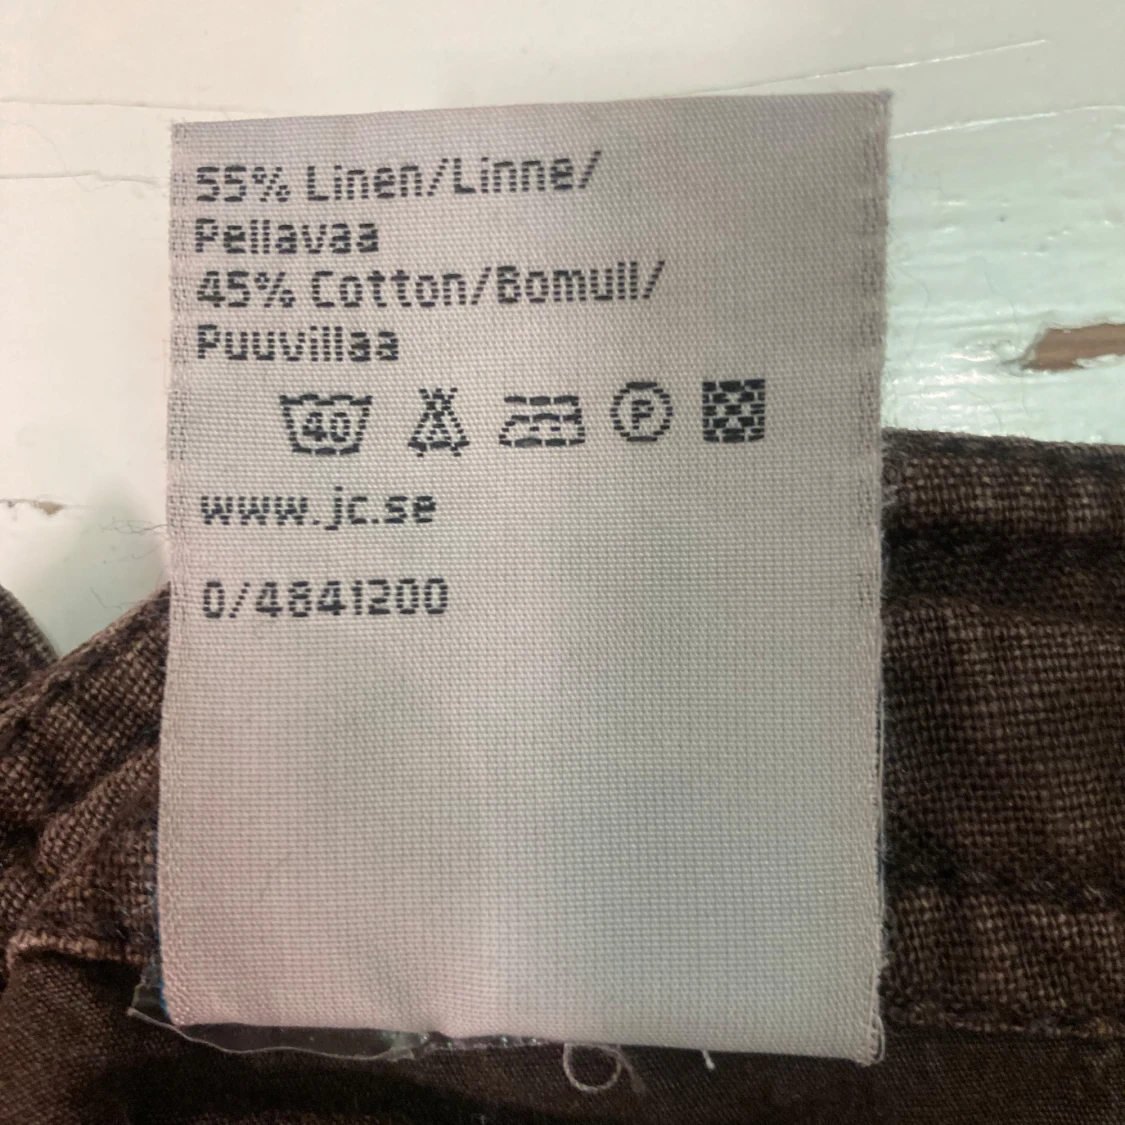 55% Linen/Linne/
Pellavaa
45% Cotton/Bomull/
Puuvillaa
40 P
www.jc.se
0/4841200